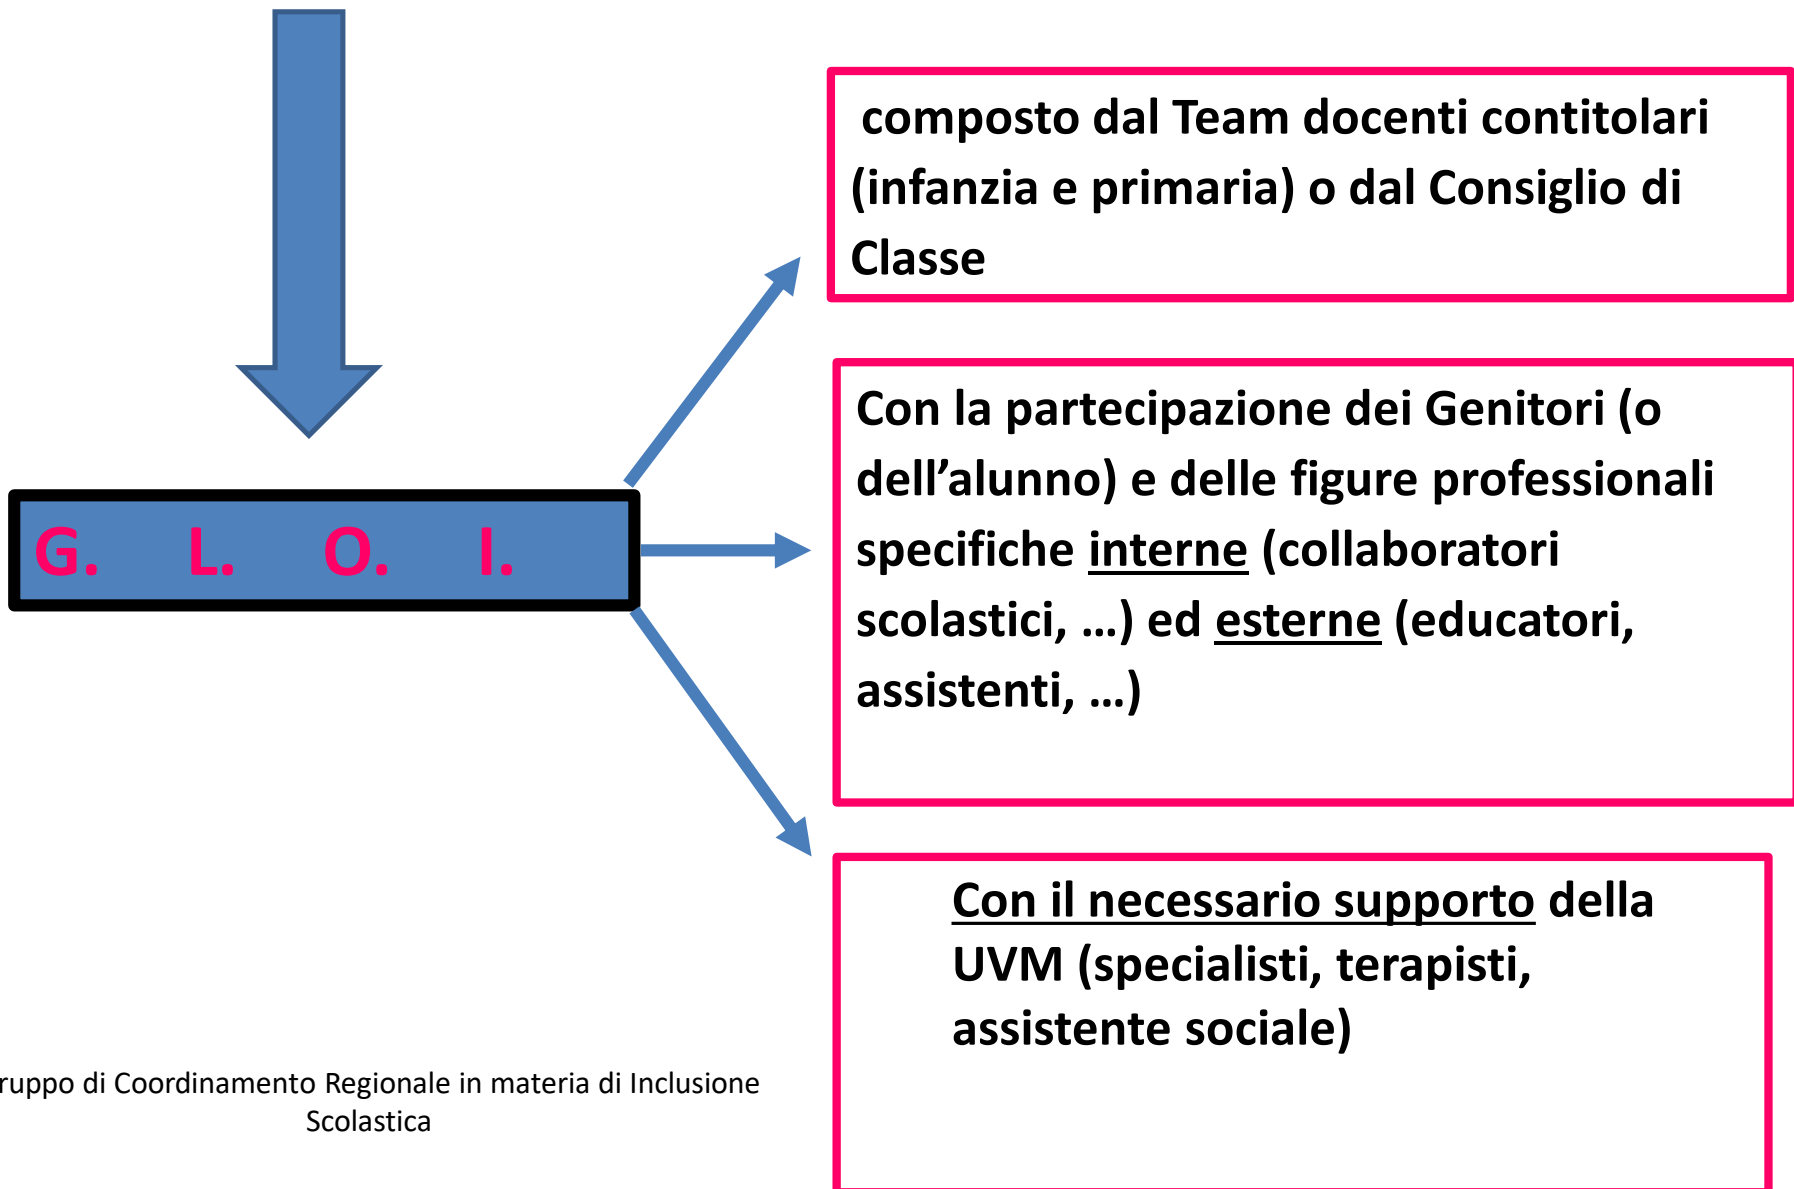 composto dal Team docenti contitolari
(infanzia e primaria) o dal Consiglio di
Classe
Con la partecipazione dei Genitori (o
dell’alunno) e delle figure professionali
specifiche interne (collaboratori
scolastici, …) ed esterne (educatori,
assistenti, …)
G. L. O. I.
Con il necessario supporto della
UVM (specialisti, terapisti,
assistente sociale)
ruppo di Coordinamento Regionale in materia di Inclusione
Scolastica